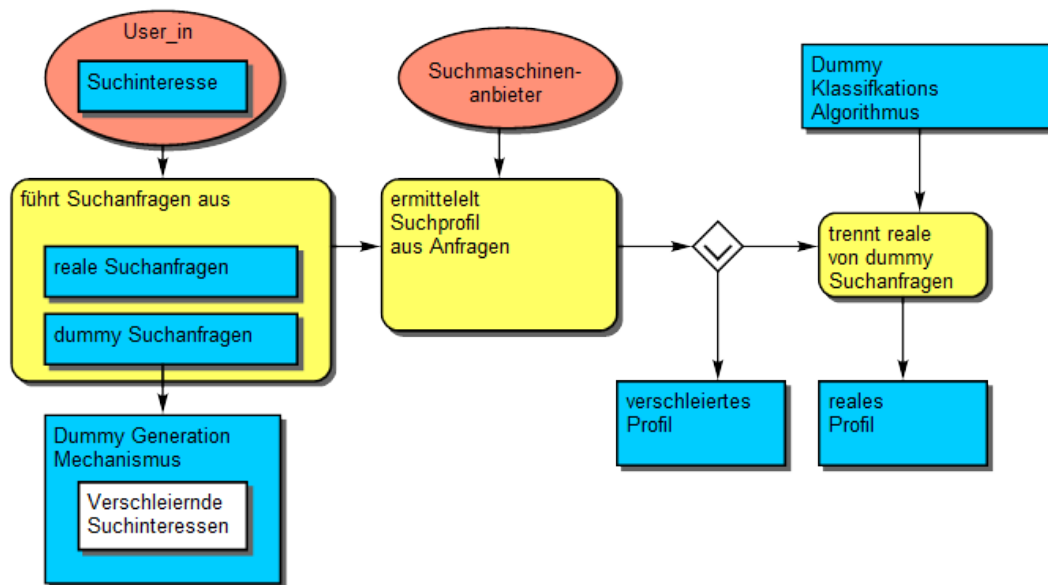 User_in
Suchinteresse
führt Suchanfragen aus
reale Suchanfragen
dummy Suchanfragen
Dummy Generation
Mechanismus
Verschleiernde
Suchinteressen
Suchmaschinen-
anbieter
ermittelelt
Suchprofil
aus Anfragen
verschleiertes
Profil
Dummy
Klassifkations
Algorithmus
trennt reale
von dummy
Suchanfragen
reales
Profil